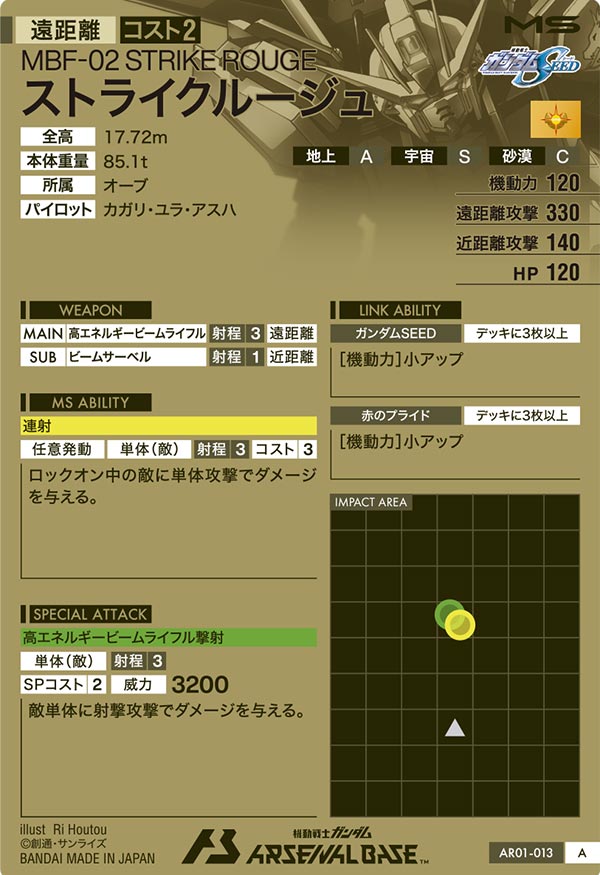 遠距離 コスト2 MS
MBF-02 STRIKE ROUGE
ストライクルージュ
機動戦士ガンダムSEED
全高 17.72m
本体重量 85.1t
所属 オーブ
パイロット カガリ・ユラ・アスハ
地上 A 宇宙 S 砂漠 C
機動力 120
遠距離攻撃 330
近距離攻撃 140
HP 120
WEAPON
MAIN 高エネルギービームライフル 射程 3 遠距離
SUB ビームサーベル 射程 1 近距離
MS ABILITY
連射
任意発動 単体(敵) 射程 3 コスト 3
ロックオン中の敵に単体攻撃でダメージ
を与える。
SPECIAL ATTACK
高エネルギービームライフル撃射
単体(敵) 射程 3
SPコスト 2 威力 3200
敵単体に射撃攻撃でダメージを与える。
LINK ABILITY
ガンダムSEED デッキに3枚以上
[機動力]小アップ
赤のプライド デッキに3枚以上
[機動力]小アップ
IMPACT AREA
illust Ri Houtou
©創通・サンライズ
BANDAI MADE IN JAPAN
機動戦士ガンダム
ARSENAL BASE™
AR01-013 A